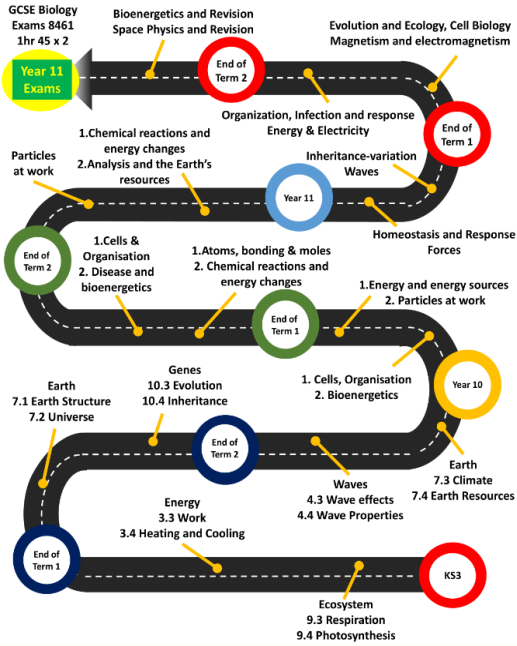 GCSE Biology
Exams 8461
1hr 45 x 2
Year 11
Exams
Bioenergetics and Revision
Space Physics and Revision
End of
Term 2
Evolution and Ecology, Cell Biology
Magnetism and electromagnetism
Organization, Infection and response
Energy & Electricity
End of
Term 1
1.Chemical reactions and
energy changes
2.Analysis and the Earth's
resources
Particles
at work
Inheritance-variation
Waves
Year 11
Homeostasis and Response
Forces
End of
Term 2
1.Cells &
Organisation
2. Disease and
bioenergetics
1.Atoms, bonding & moles
2. Chemical reactions and
energy changes
1.Energy and energy sources
2. Particles at work
End of
Term 1
1. Cells, Organisation
2. Bioenergetics
Year 10
Earth
7.1 Earth Structure
7.2 Universe
Genes
10.3 Evolution
10.4 Inheritance
End of
Term 2
Waves
4.3 Wave effects
4.4 Wave Properties
Earth
7.3 Climate
7.4 Earth Resources
Energy
3.3 Work
3.4 Heating and Cooling
End of
Term 1
KS3
Ecosystem
9.3 Respiration
9.4 Photosynthesis